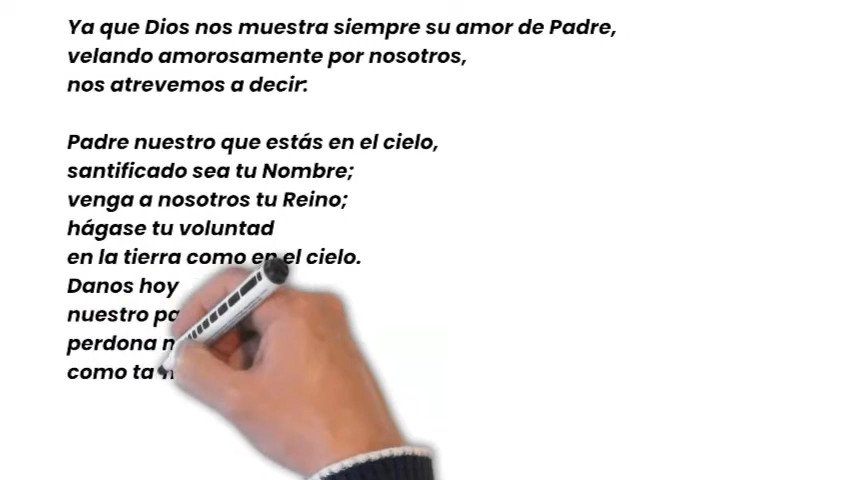 Ya que Dios nos muestra siempre su amor de Padre,
velando amorosamente por nosotros,
nos atrevemos a decir:
Padre nuestro que estás en el cielo,
santificado sea tu Nombre;
venga a nosotros tu Reino;
hágase tu voluntad
en la tierra como en el cielo.
Danos hoy
nuestro
perdona
como